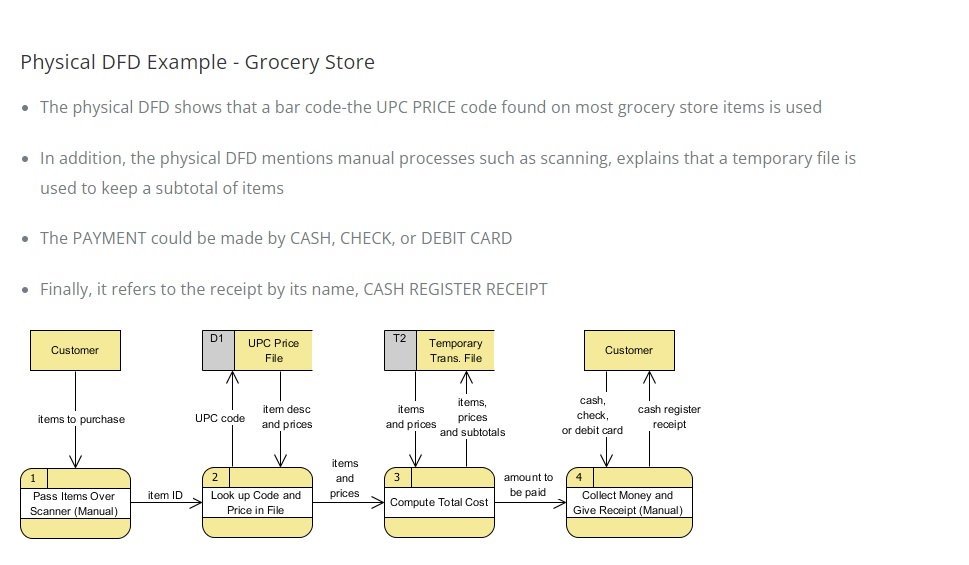 Physical DFD Example - Grocery Store
• The physical DFD shows that a bar code-the UPC PRICE code found on most grocery store items is used
• In addition, the physical DFD mentions manual processes such as scanning, explains that a temporary file is
used to keep a subtotal of items
• The PAYMENT could be made by CASH, CHECK, or DEBIT CARD
• Finally, it refers to the receipt by its name, CASH REGISTER RECEIPT
Customer
D1
UPC Price
File
T2
Temporary
Trans. File
Customer
items to purchase
UPC code
item desc
and prices
items
and prices
items,
prices
and subtotals
cash,
check,
or debit card
cash register
receipt
1
Pass Items Over
Scanner (Manual)
item ID
2
Look up Code and
Price in File
items
and
prices
3
Compute Total Cost
amount to
be paid
4
Collect Money and
Give Receipt (Manual)